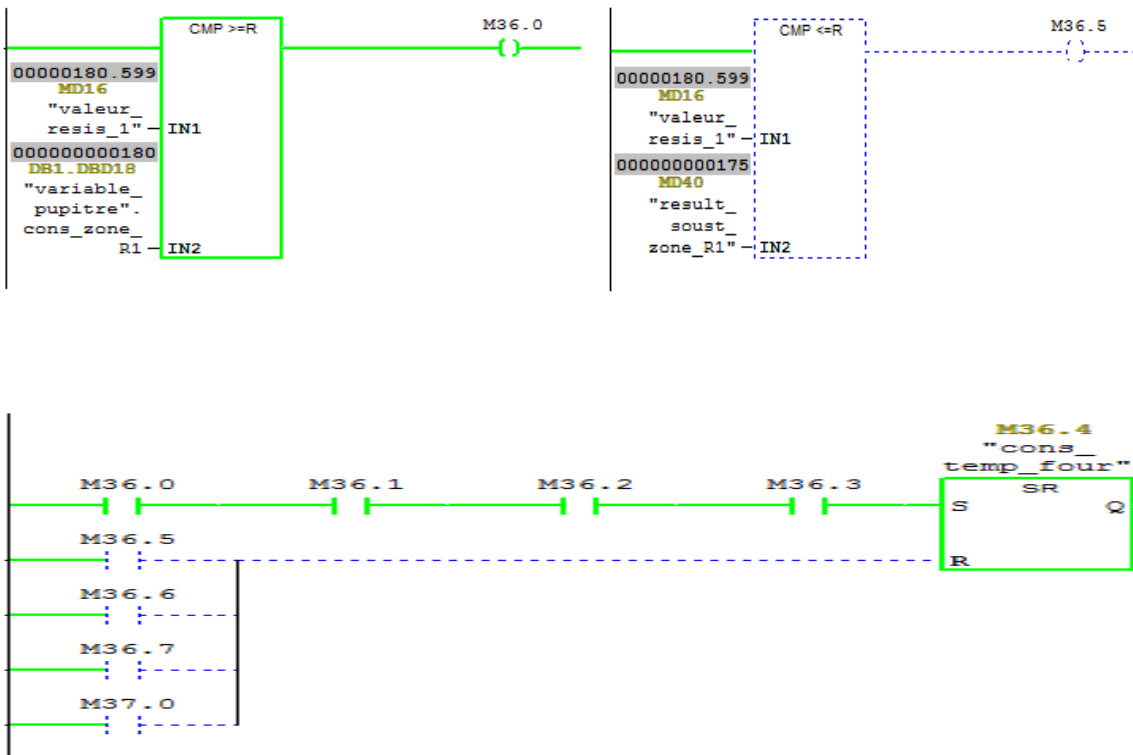 CMP >=R
M36.0
00000180.599
MD16
"valeur_
resis_1"
IN1
000000000180
DB1.DBD18
"variable_
pupitre".
cons_zone_
R1
IN2
CMP <=R
M36.5
00000180.599
MD16
"valeur_
resis_1"
IN1
000000000175
MD40
"result_
soust_
zone_R1"
IN2
M36.4
"cons_
temp_four"
M36.0 M36.1 M36.2 M36.3 SR
S Q
M36.5
R
M36.6
M36.7
M37.0